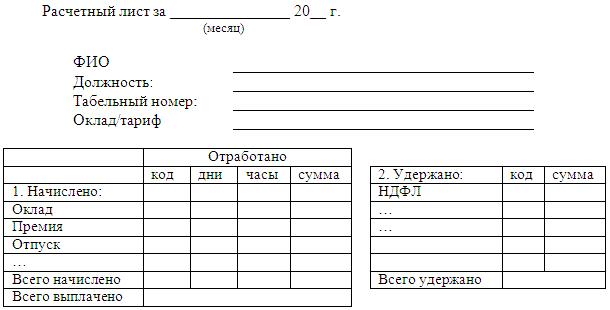 Расчетный лист за ________________ 20__ г.
(месяц)
ФИО
Должность:
Табельный номер:
Оклад/тариф
Отработано
код дни часы сумма
1. Начислено:
Оклад
Премия
Отпуск
…
Всего начислено
Всего выплачено
2. Удержано: код сумма
НДФЛ
…
…
Всего удержано